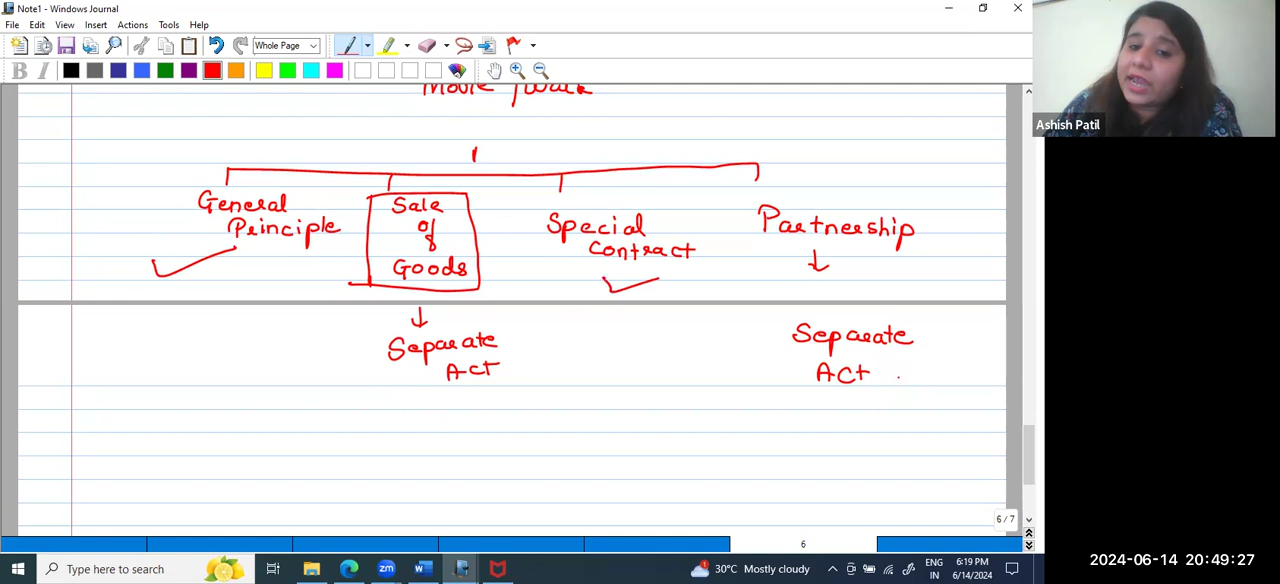 Note1 - Windows Journal
File Edit View Insert Actions Tools Help
Whole Page
B I
Ashish Patil
General
Principle
Sale
of
Goods
Special
Contract
Partnership
Separate
Act
Separate
Act
6 / 7
6
Type here to search
30°C Mostly cloudy
ENG
IN
6:19 PM
6/14/2024
2024-06-14 20:49:27